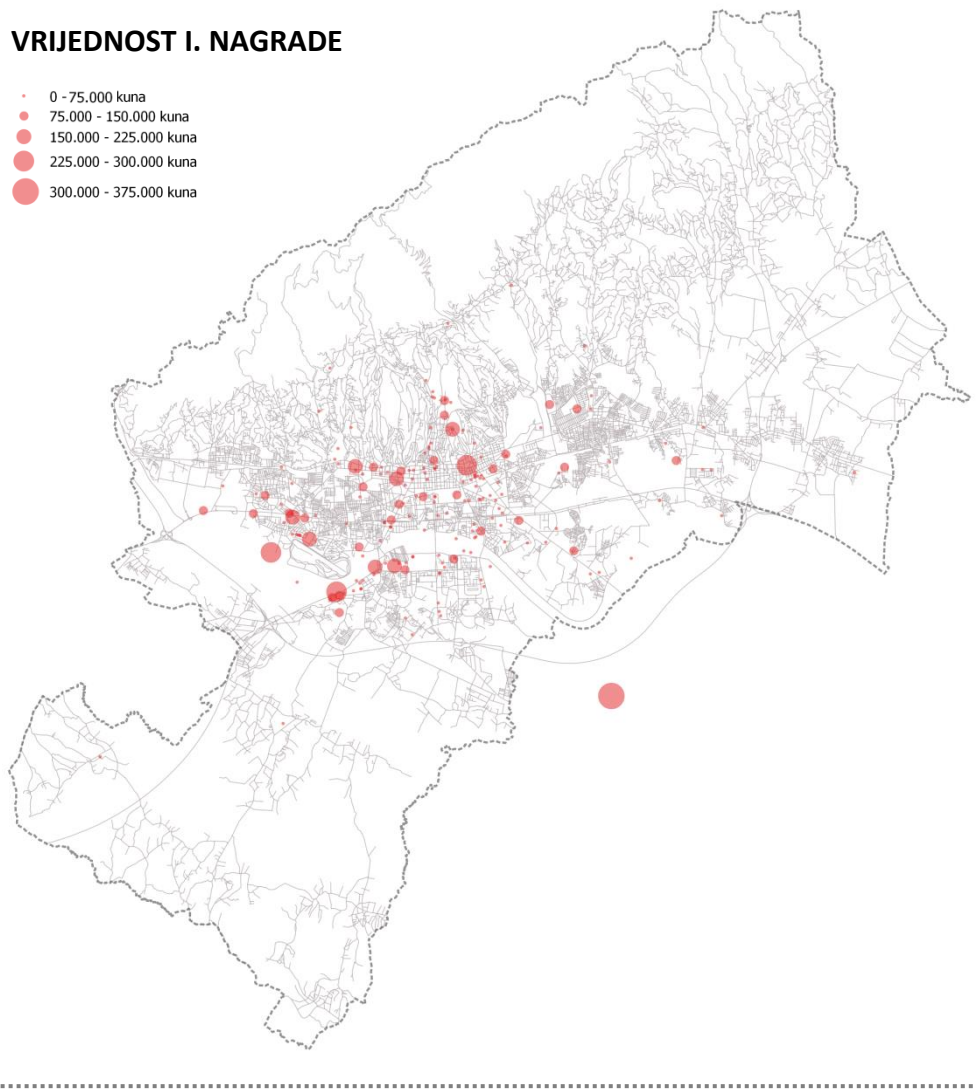 VRIJEDNOST I. NAGRADE
0 -75.000 kuna
75.000 - 150.000 kuna
150.000 - 225.000 kuna
225.000 - 300.000 kuna
300.000 - 375.000 kuna